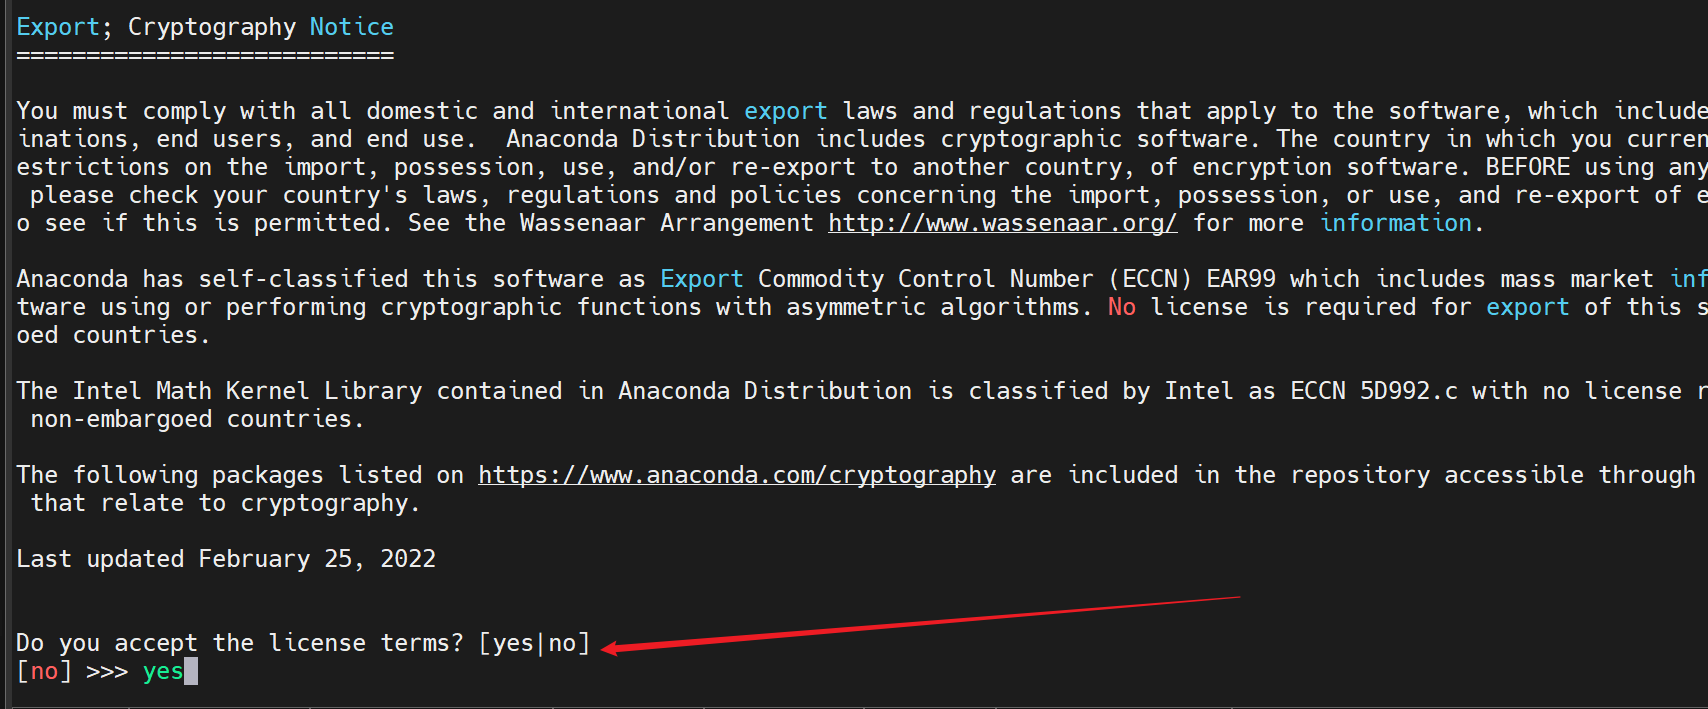 Export; Cryptography Notice
===========================
You must comply with all domestic and international export laws and regulations that apply to the software, which include
inations, end users, and end use.  Anaconda Distribution includes cryptographic software. The country in which you curren
estrictions on the import, possession, use, and/or re-export to another country, of encryption software. BEFORE using any
please check your country's laws, regulations and policies concerning the import, possession, or use, and re-export of e
o see if this is permitted. See the Wassenaar Arrangement http://www.wassenaar.org/ for more information.
Anaconda has self-classified this software as Export Commodity Control Number (ECCN) EAR99 which includes mass market inf
tware using or performing cryptographic functions with asymmetric algorithms. No license is required for export of this s
oed countries.
The Intel Math Kernel Library contained in Anaconda Distribution is classified by Intel as ECCN 5D992.c with no license r
non-embargoed countries.
The following packages listed on https://www.anaconda.com/cryptography are included in the repository accessible through
that relate to cryptography.
Last updated February 25, 2022
Do you accept the license terms? [yes|no]
[no] >>> yes